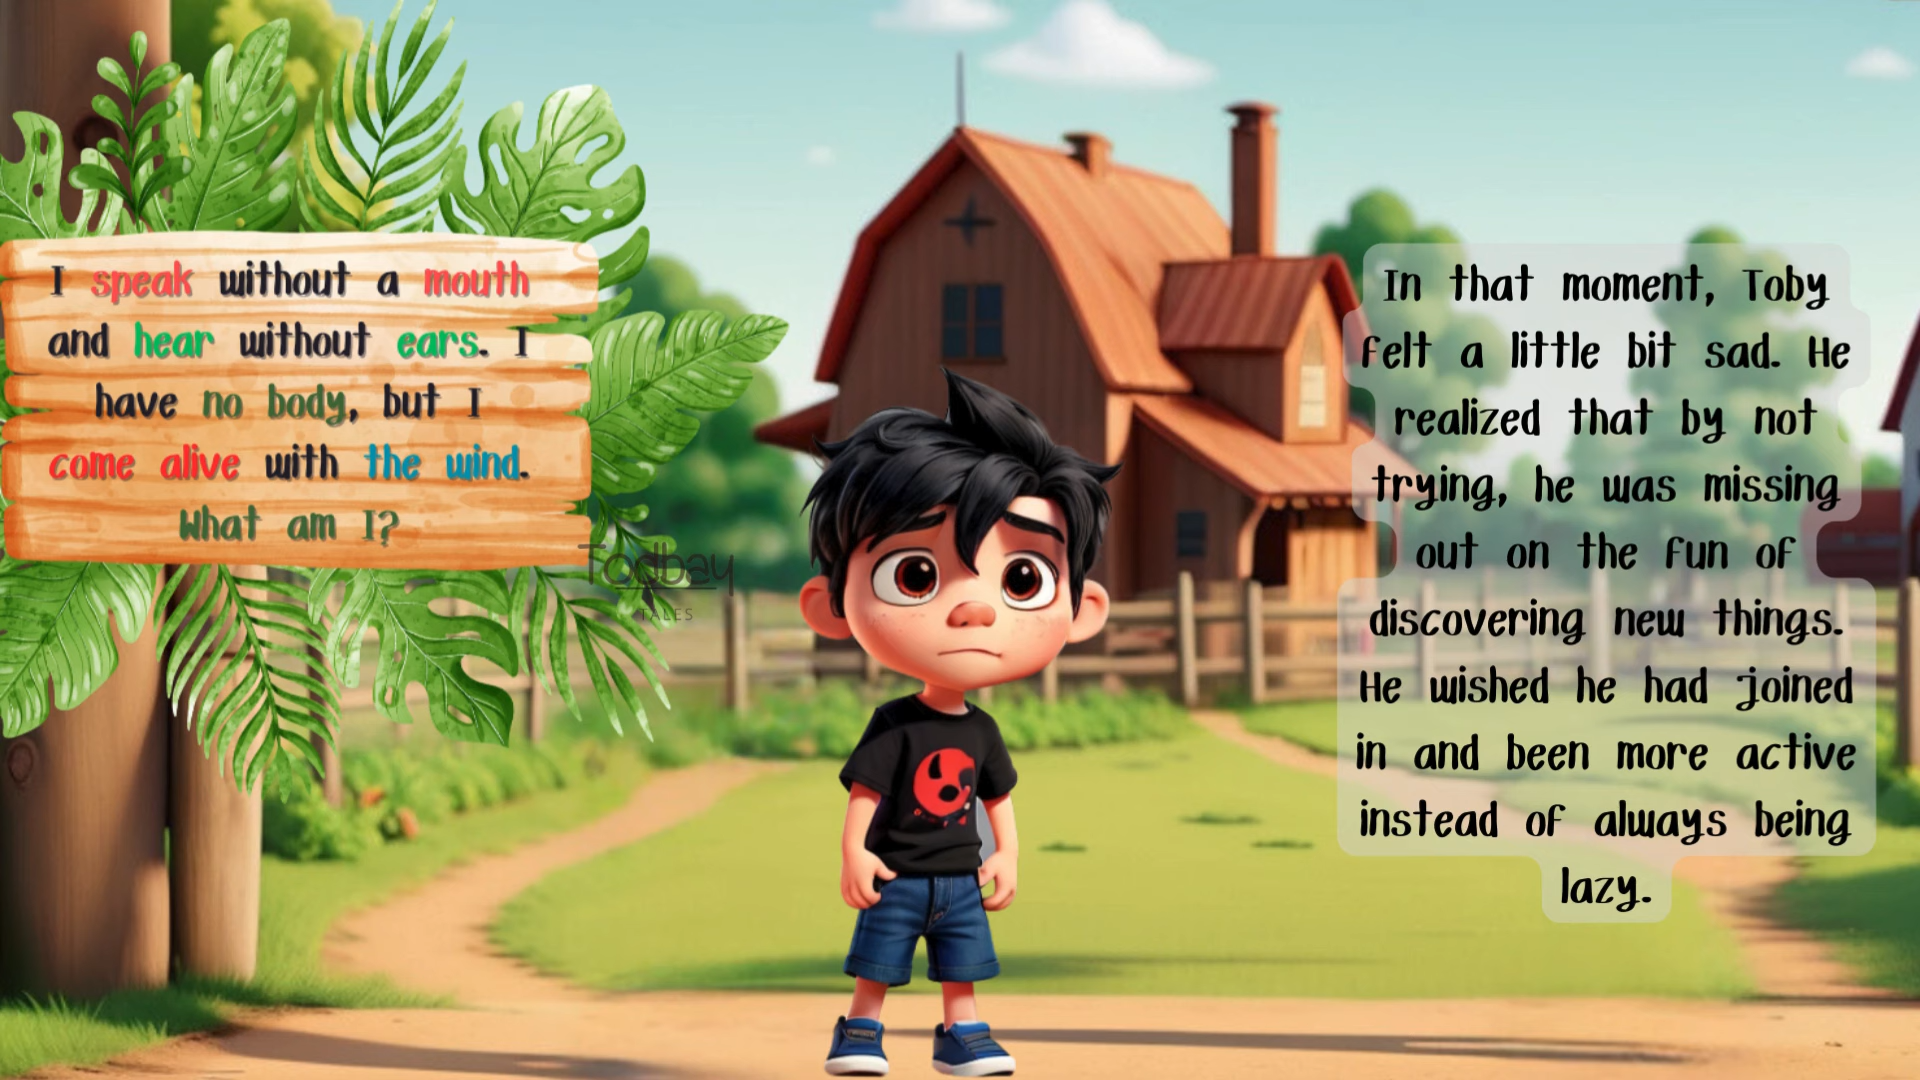 I speak without a mouth
and hear without ears. I
have no body, but I
come alive with the wind.
What am I?
Todbay
TALES
In that moment, Toby
felt a little bit sad. He
realized that by not
trying, he was missing
out on the fun of
discovering new things.
He wished he had joined
in and been more active
instead of always being
lazy.